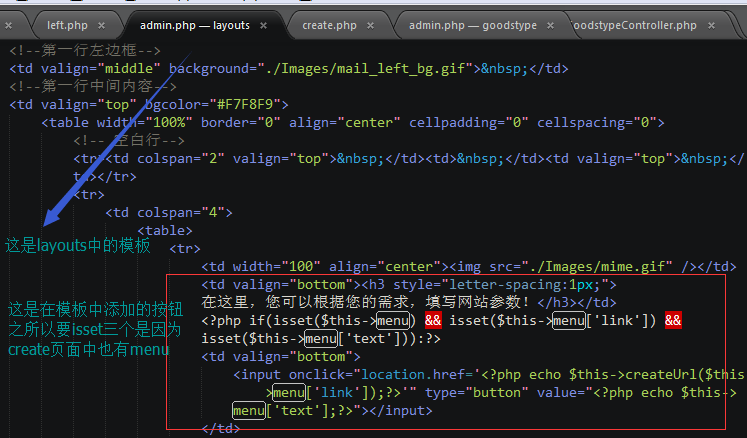 left.php × admin.php — layouts × create.php × admin.php — goodstype × oodstypeController.php ×
<!--第一行左边框-->
<td valign="middle" background="./Images/mail_left_bg.gif">&nbsp;</td>
<!--第一行中间内容-->
<td valign="top" bgcolor="#F7F8F9">
<table width="100%" border="0" align="center" cellpadding="0" cellspacing="0">
<!-- 空白行-->
<tr><td colspan="2" valign="top">&nbsp;</td><td>&nbsp;</td><td valign="top">&nbsp;</
td></tr>
<tr>
<td colspan="4">
这是layouts中的模板
<table>
<tr>
<td width="100" align="center"><img src="./Images/mime.gif" /></td>
<td valign="bottom"><h3 style="letter-spacing:1px;">
在这里，您可以根据您的需求，填写网站参数！</h3></td>
这是在模板中添加的按钮
之所以要isset三个是因为
create页面中也有menu
<?php if(isset($this->menu) && isset($this->menu['link']) &&
isset($this->menu['text'])):?>
<td valign="bottom">
<input onclick="location.href='<?php echo $this->createUrl($this-
>menu['link']);?>'" type="button" value="<?php echo $this->
menu['text'];?>"></input>
</td>